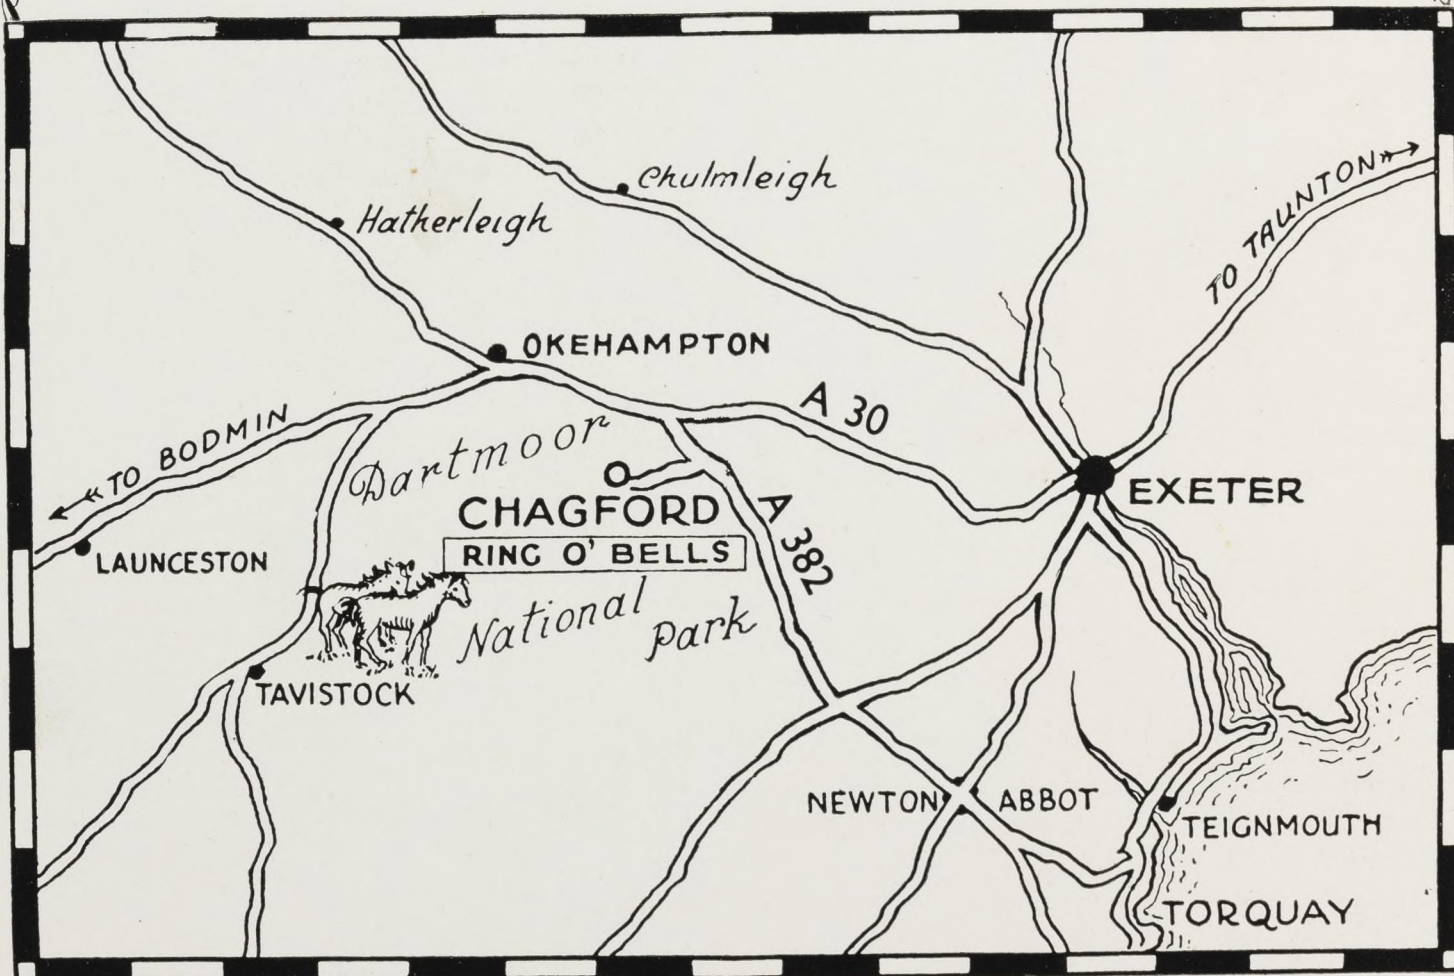 Chulmleigh
Hatherleigh
TO TAUNTON
OKEHAMPTON
A 30
TO BODMIN
Dartmoor
CHAGFORD
EXETER
A 382
RING O' BELLS
LAUNCESTON
National Park
TAVISTOCK
NEWTON ABBOT
TEIGNMOUTH
TORQUAY